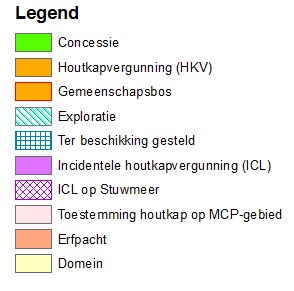 Legend
Concessie
Houtkapvergunning (HKV)
Gemeenschapsbos
Exploratie
Ter beschikking gesteld
Incidentele houtkapvergunning (ICL)
ICL op Stuwmeer
Toestemming houtkap op MCP-gebied
Erfpacht
Domein